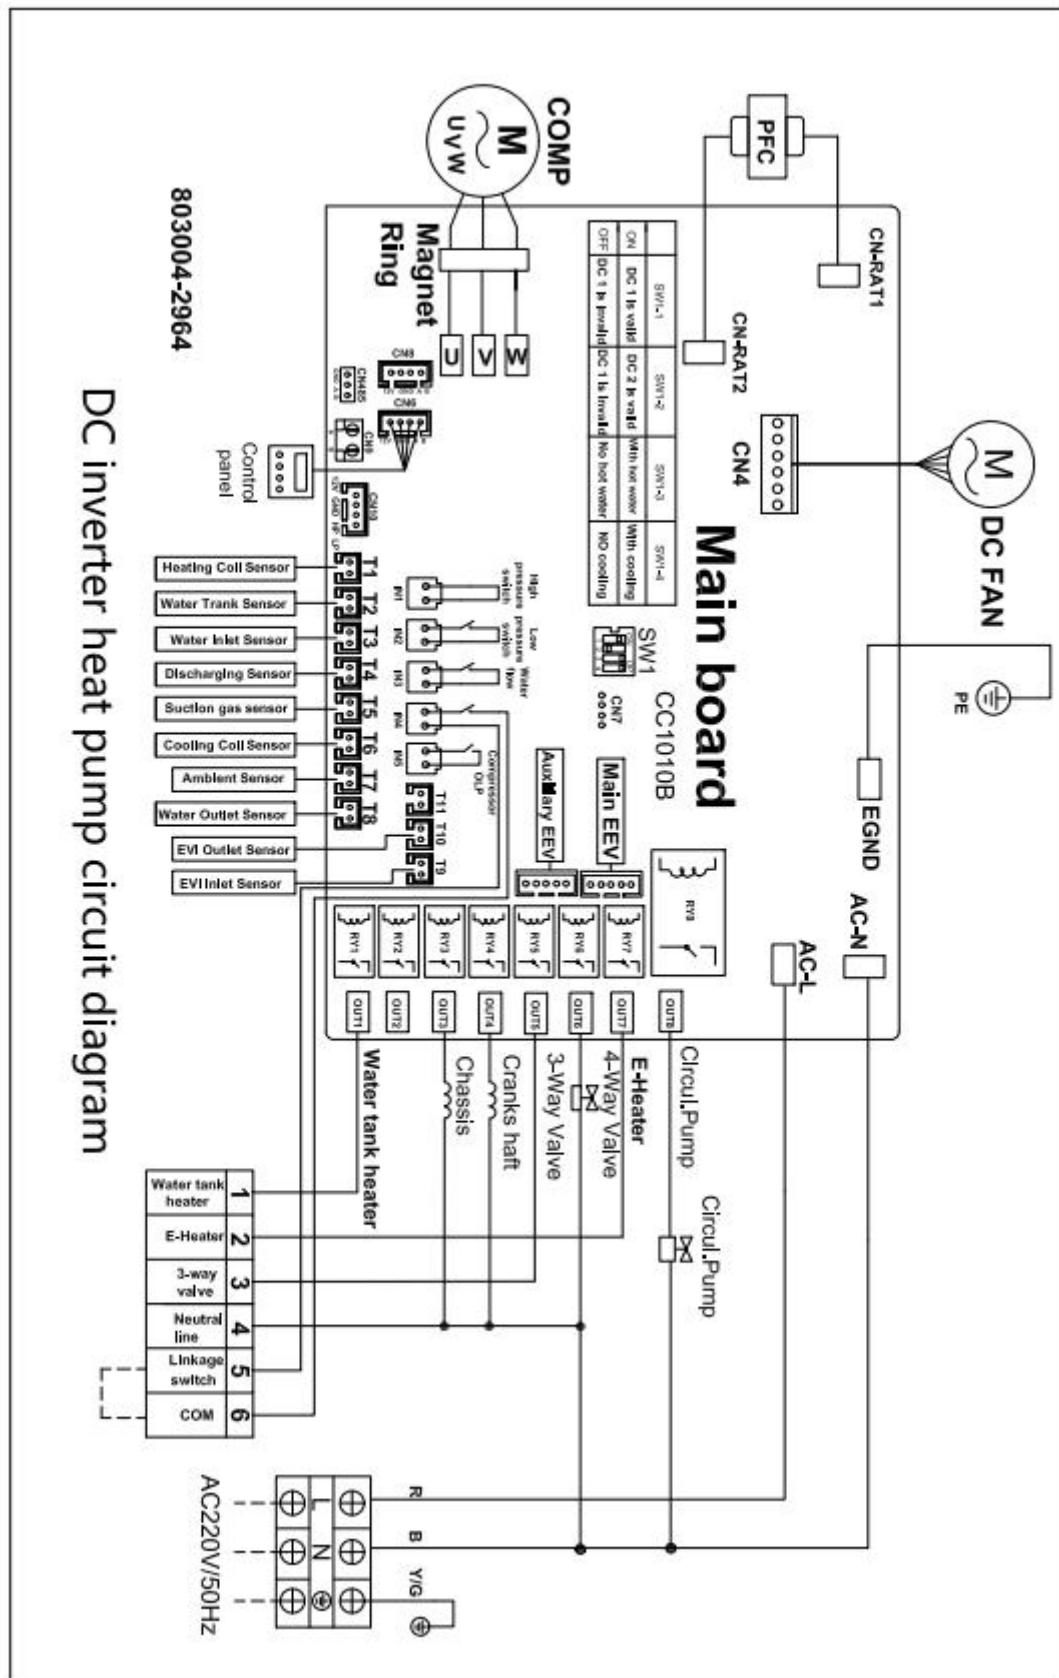 DC inverter heat pump circuit diagram
8030004-2964
COMP
M
U V W
Magnet
Ring
U
V
W
PFC
CN-RAT1
CN-RAT2
CN4
M
DC FAN
PE
EGND
AC-N
AC-L
Main board
CC1010B
SW1-1
SW1-2
SW1-3
SW1-4
ON
DC 1 is valid
DC 2 is valid
With hot water
With cooling
OFF
DC 1 is invalid
DC 1 is invalid
No hot water
NO cooling
SW1
CN7
CN8
12V GND A B
CN6
CN485
GND A B
CN9
CN10
12V GND HP LP
Control
panel
High
pressure
switch
Low
pressure
switch
Water
flow
Compressor
OLP
IN1
IN2
IN3
IN4
IN5
T1
T2
T3
T4
T5
T6
T7
T8
T11
T10
T9
Heating Coil Sensor
Water Trank Sensor
Water Inlet Sensor
Discharging Sensor
Suction gas sensor
Cooling Coil Sensor
Ambient Sensor
Water Outlet Sensor
EVI Outlet Sensor
EVI Inlet Sensor
Main EEV
Auxiliary EEV
RY1
RY2
RY3
RY4
RY5
RY6
RY7
RY8
OUT1
OUT2
OUT3
OUT4
OUT5
OUT6
OUT7
OUT8
Water tank heater
Chassis
Cranks haft
3-Way Valve
4-Way Valve
E-Heater
Circul.Pump
Circul.Pump
Water tank
heater
1
E-Heater
2
3-way
valve
3
Neutral
line
4
Linkage
switch
5
COM
6
R
B
Y/G
L
N
AC220V/50Hz